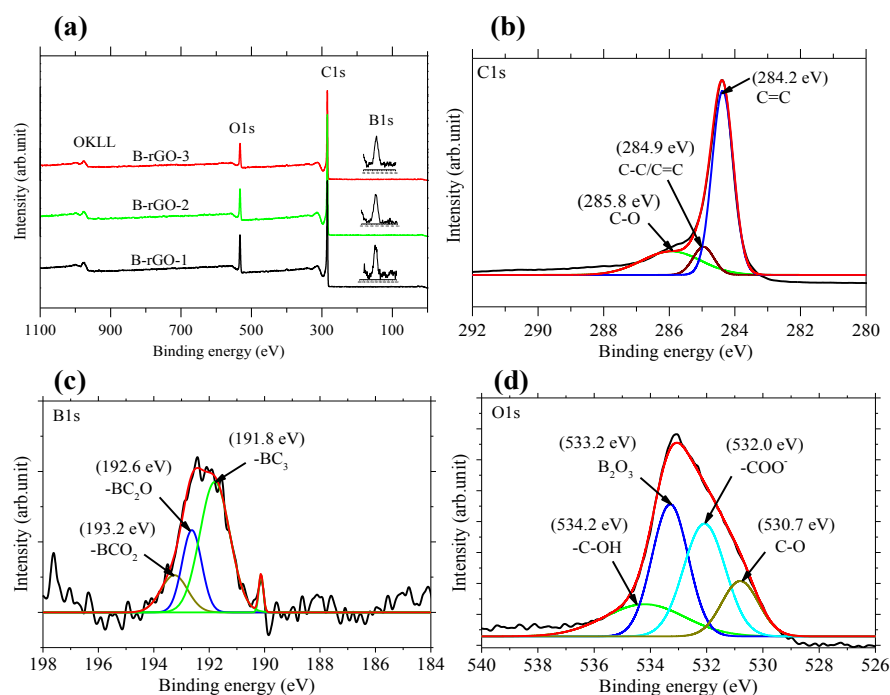 (a)
C1s
B1s
O1s
OKLL
B-rGO-3
B-rGO-2
B-rGO-1
Intensity (arb.unit)
1100 900 700 500 300 100
Binding energy (eV)
(b)
C1s
(284.2 eV)
C=C
(284.9 eV)
C-C/C=C
(285.8 eV)
C-O
Intensity (arb.unit)
292 290 288 286 284 282 280
Binding energy (eV)
(c)
B1s
(191.8 eV)
-BC3
(192.6 eV)
-BC2O
(193.2 eV)
-BCO2
Intensity (arb.unit)
198 196 194 192 190 188 186 184
Binding energy (eV)
(d)
O1s
(533.2 eV)
B2O3
(532.0 eV)
-COO-
(534.2 eV)
-C-OH
(530.7 eV)
C-O
Intensity (arb.unit)
540 538 536 534 532 530 528 526
Binding energy (eV)